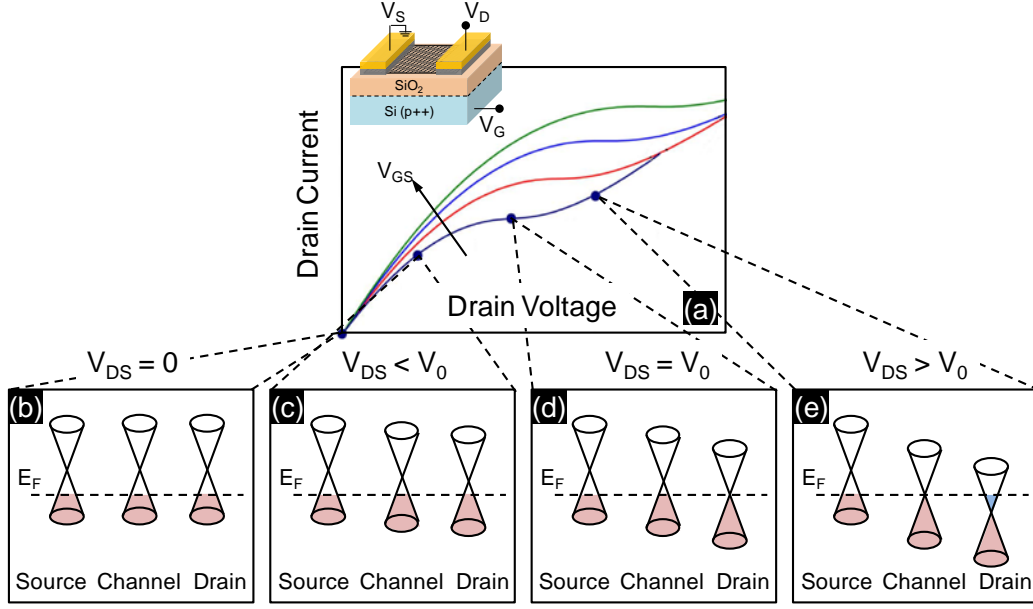 V_S V_D
SiO₂
Si (p++)
V_G
V_GS
Drain Current
Drain Voltage
(a)
V_DS = 0
V_DS < V_0
V_DS = V_0
V_DS > V_0
(b)
E_F
Source Channel Drain
(c)
E_F
Source Channel Drain
(d)
E_F
Source Channel Drain
(e)
E_F
Source Channel Drain